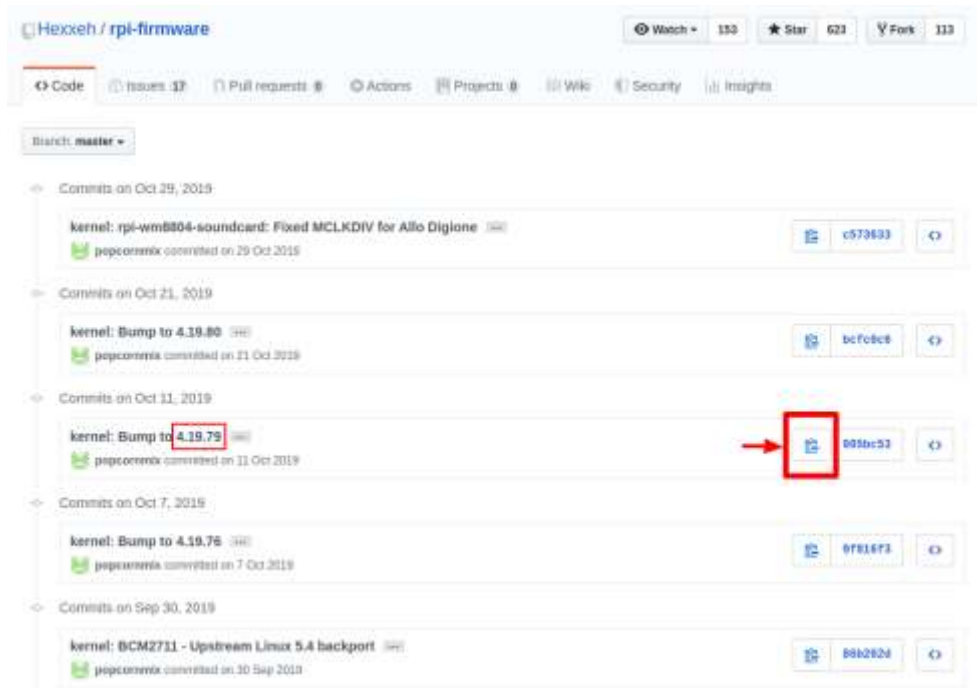 Hexxeh / rpi-firmware
Watch 153 Star 623 Fork 113
Code Issues 17 Pull requests 0 Actions Projects 0 Wiki Security Insights
Branch: master
Commits on Oct 29, 2019
kernel: rpi-wm8804-soundcard: Fixed MCLKDIV for Allo Digione
c573633
popcornmix committed on 29 Oct 2019
Commits on Oct 21, 2019
kernel: Bump to 4.19.80
popcornmix committed on 21 Oct 2019
Commits on Oct 11, 2019
kernel: Bump to 4.19.79
popcornmix committed on 11 Oct 2019
Commits on Oct 7, 2019
kernel: Bump to 4.19.76
popcornmix committed on 7 Oct 2019
Commits on Sep 30, 2019
kernel: BCM2711 - Upstream Linux 5.4 backport
popcornmix committed on 30 Sep 2019